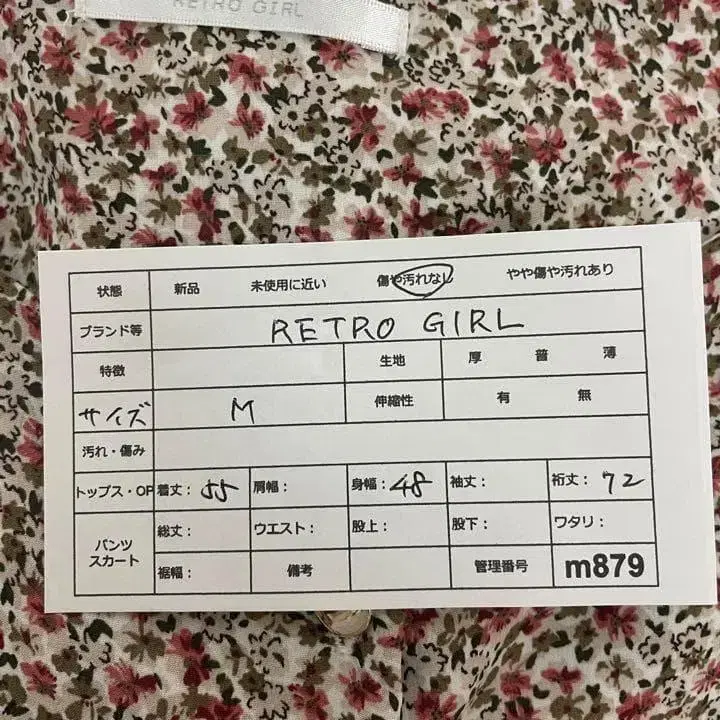 RETRO GIRL
状態 新品 未使用に近い 傷や汚れなし やや傷や汚れあり
ブランド等 RETRO GIRL
特徴 生地 厚 普 薄
サイズ M 伸縮性 有 無
汚れ・傷み
トップス・OP 着丈： 55 肩幅： 身幅： 48 袖丈： 裄丈： 72
パンツ スカート 総丈： ウエスト： 股上： 股下： ワタリ：
裾幅： 備考 管理番号 m879